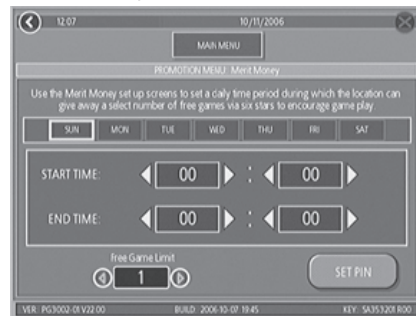 12:07 10/11/2006
MAIN MENU
PROMOTION MENU: Merit Money
Use the Merit Money set up screens to set a daily time period during which the location can
give away a select number of free games via six stars to encourage game play
SUN MON TUE WED THU FRI SAT
START TIME: 00 : 00
END TIME: 00 : 00
Free Game Limit
1
SET PIN
VER: PG3002-01 V22.00 BUILD 2006-10-07 19:45 KEY: SA353201 R00